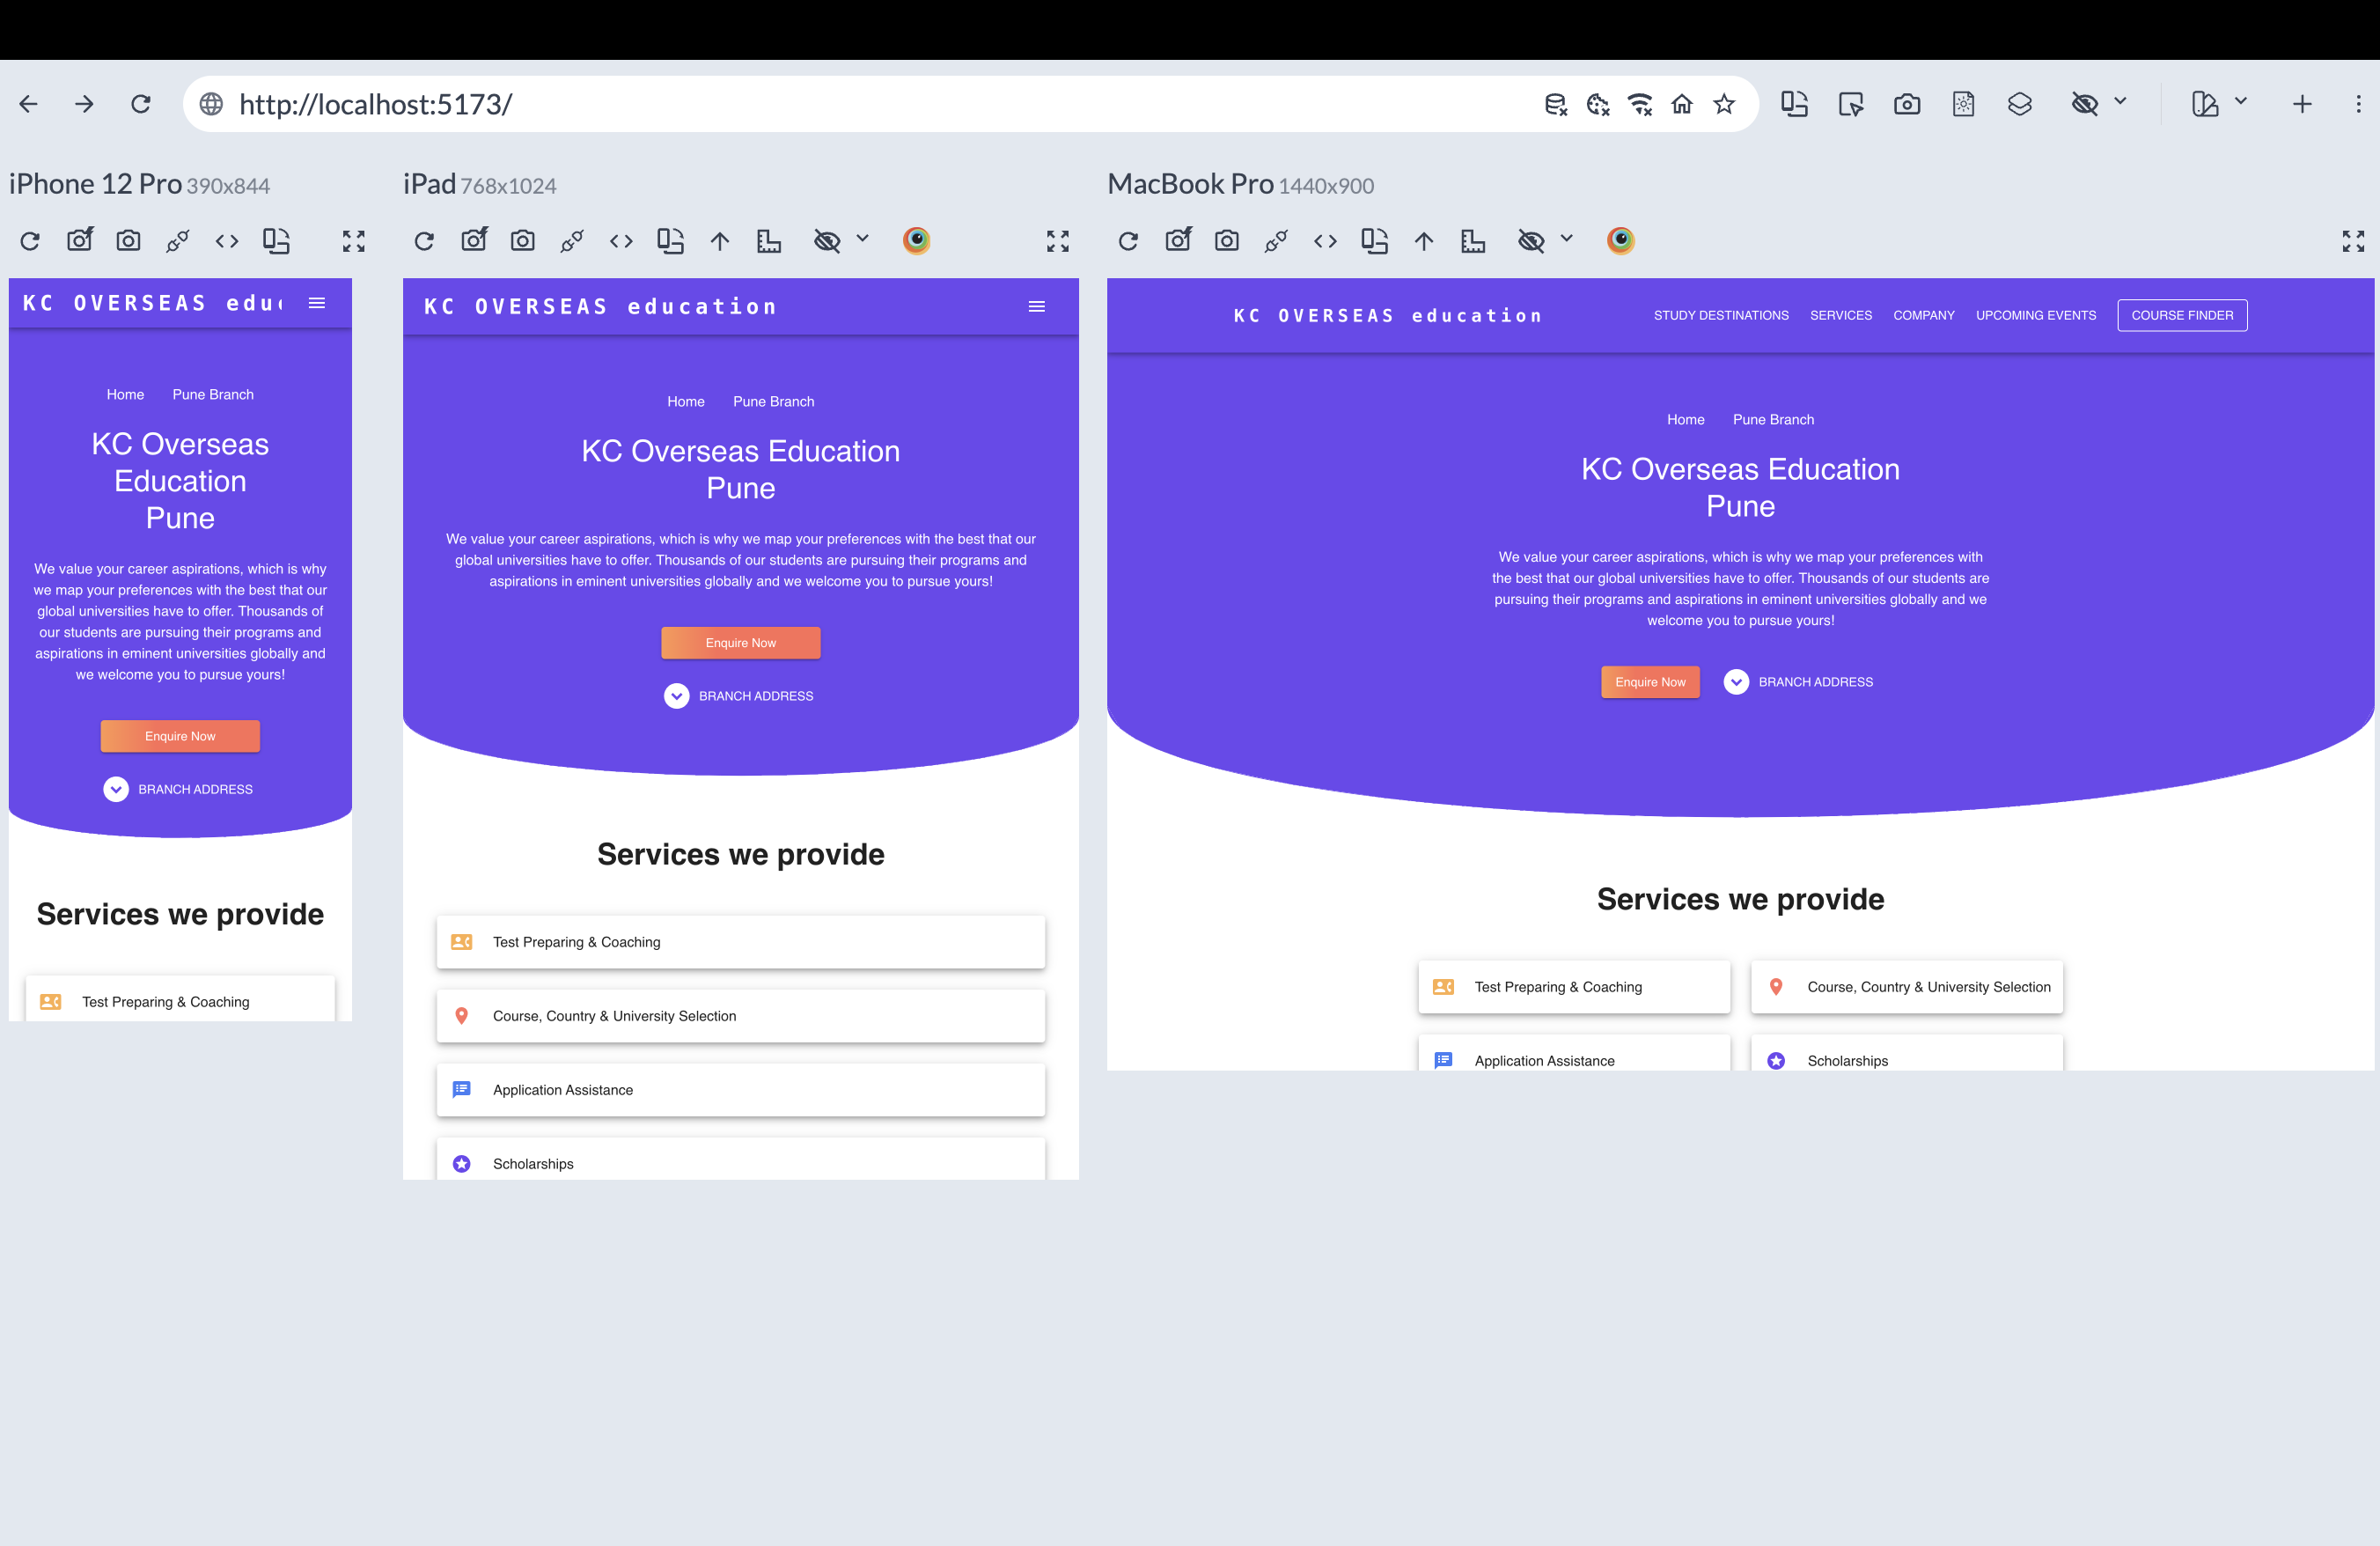 http://localhost:5173/
iPhone 12 Pro 390x844
KC OVERSEAS edu
Home Pune Branch
KC Overseas
Education
Pune
We value your career aspirations, which is why
we map your preferences with the best that our
global universities have to offer. Thousands of
our students are pursuing their programs and
aspirations in eminent universities globally and
we welcome you to pursue yours!
Enquire Now
BRANCH ADDRESS
Services we provide
Test Preparing & Coaching
iPad 768x1024
KC OVERSEAS education
Home Pune Branch
KC Overseas Education
Pune
We value your career aspirations, which is why we map your preferences with the best that our
global universities have to offer. Thousands of our students are pursuing their programs and
aspirations in eminent universities globally and we welcome you to pursue yours!
Enquire Now
BRANCH ADDRESS
Services we provide
Test Preparing & Coaching
Course, Country & University Selection
Application Assistance
Scholarships
MacBook Pro 1440x900
KC OVERSEAS education STUDY DESTINATIONS SERVICES COMPANY UPCOMING EVENTS COURSE FINDER
Home Pune Branch
KC Overseas Education
Pune
We value your career aspirations, which is why we map your preferences with
the best that our global universities have to offer. Thousands of our students are
pursuing their programs and aspirations in eminent universities globally and we
welcome you to pursue yours!
Enquire Now BRANCH ADDRESS
Services we provide
Test Preparing & Coaching Course, Country & University Selection
Application Assistance Scholarships